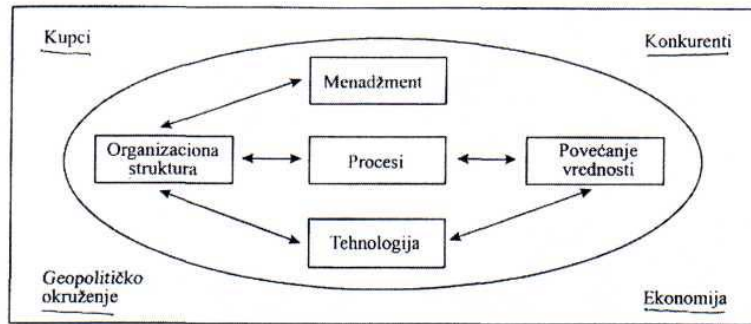 Kupci
Konkurenti
Menadžment
Organizaciona
struktura
Procesi
Povećanje
vrednosti
Tehnologija
Geopolitičko
okruženje
Ekonomija